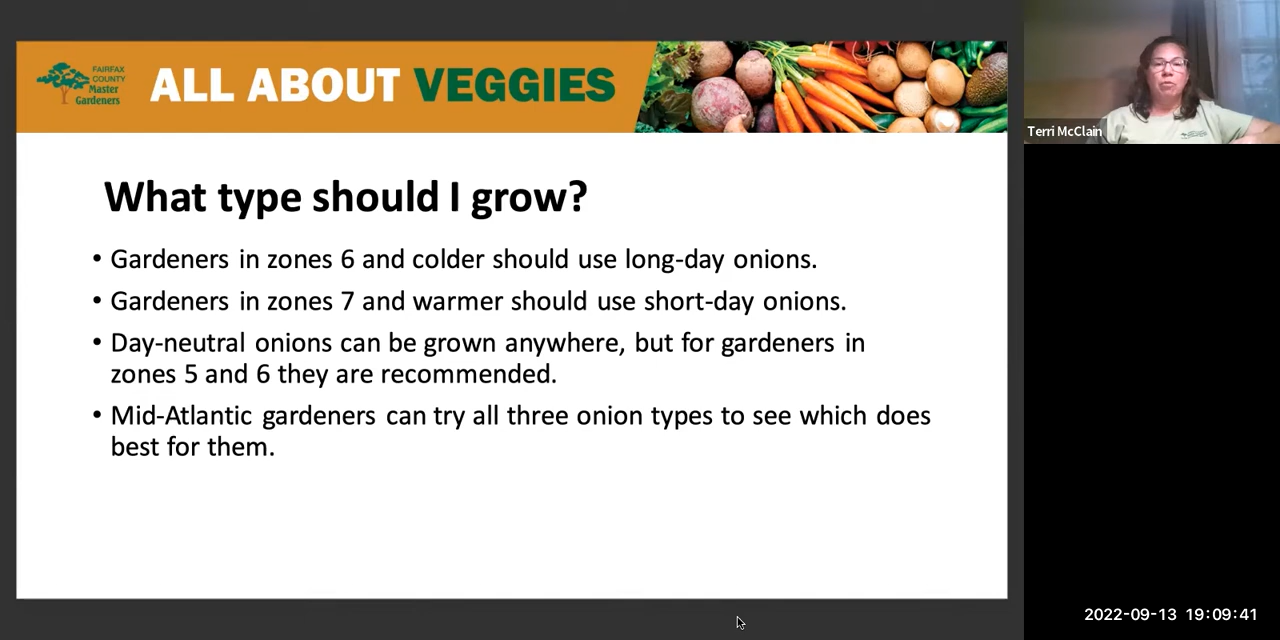 FAIRFAX
COUNTY
Master
Gardeners
ALL ABOUT VEGGIES
Terri McClain
What type should I grow?
• Gardeners in zones 6 and colder should use long-day onions.
• Gardeners in zones 7 and warmer should use short-day onions.
• Day-neutral onions can be grown anywhere, but for gardeners in
zones 5 and 6 they are recommended.
• Mid-Atlantic gardeners can try all three onion types to see which does
best for them.
2022-09-13 19:09:41